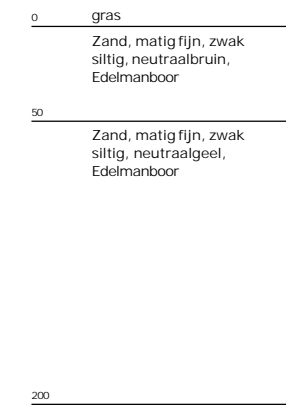 0 gras
Zand, matig fijn, zwak
siltig, neutraalbruin,
Edelmanboor
50
Zand, matig fijn, zwak
siltig, neutraalgeel,
Edelmanboor
200